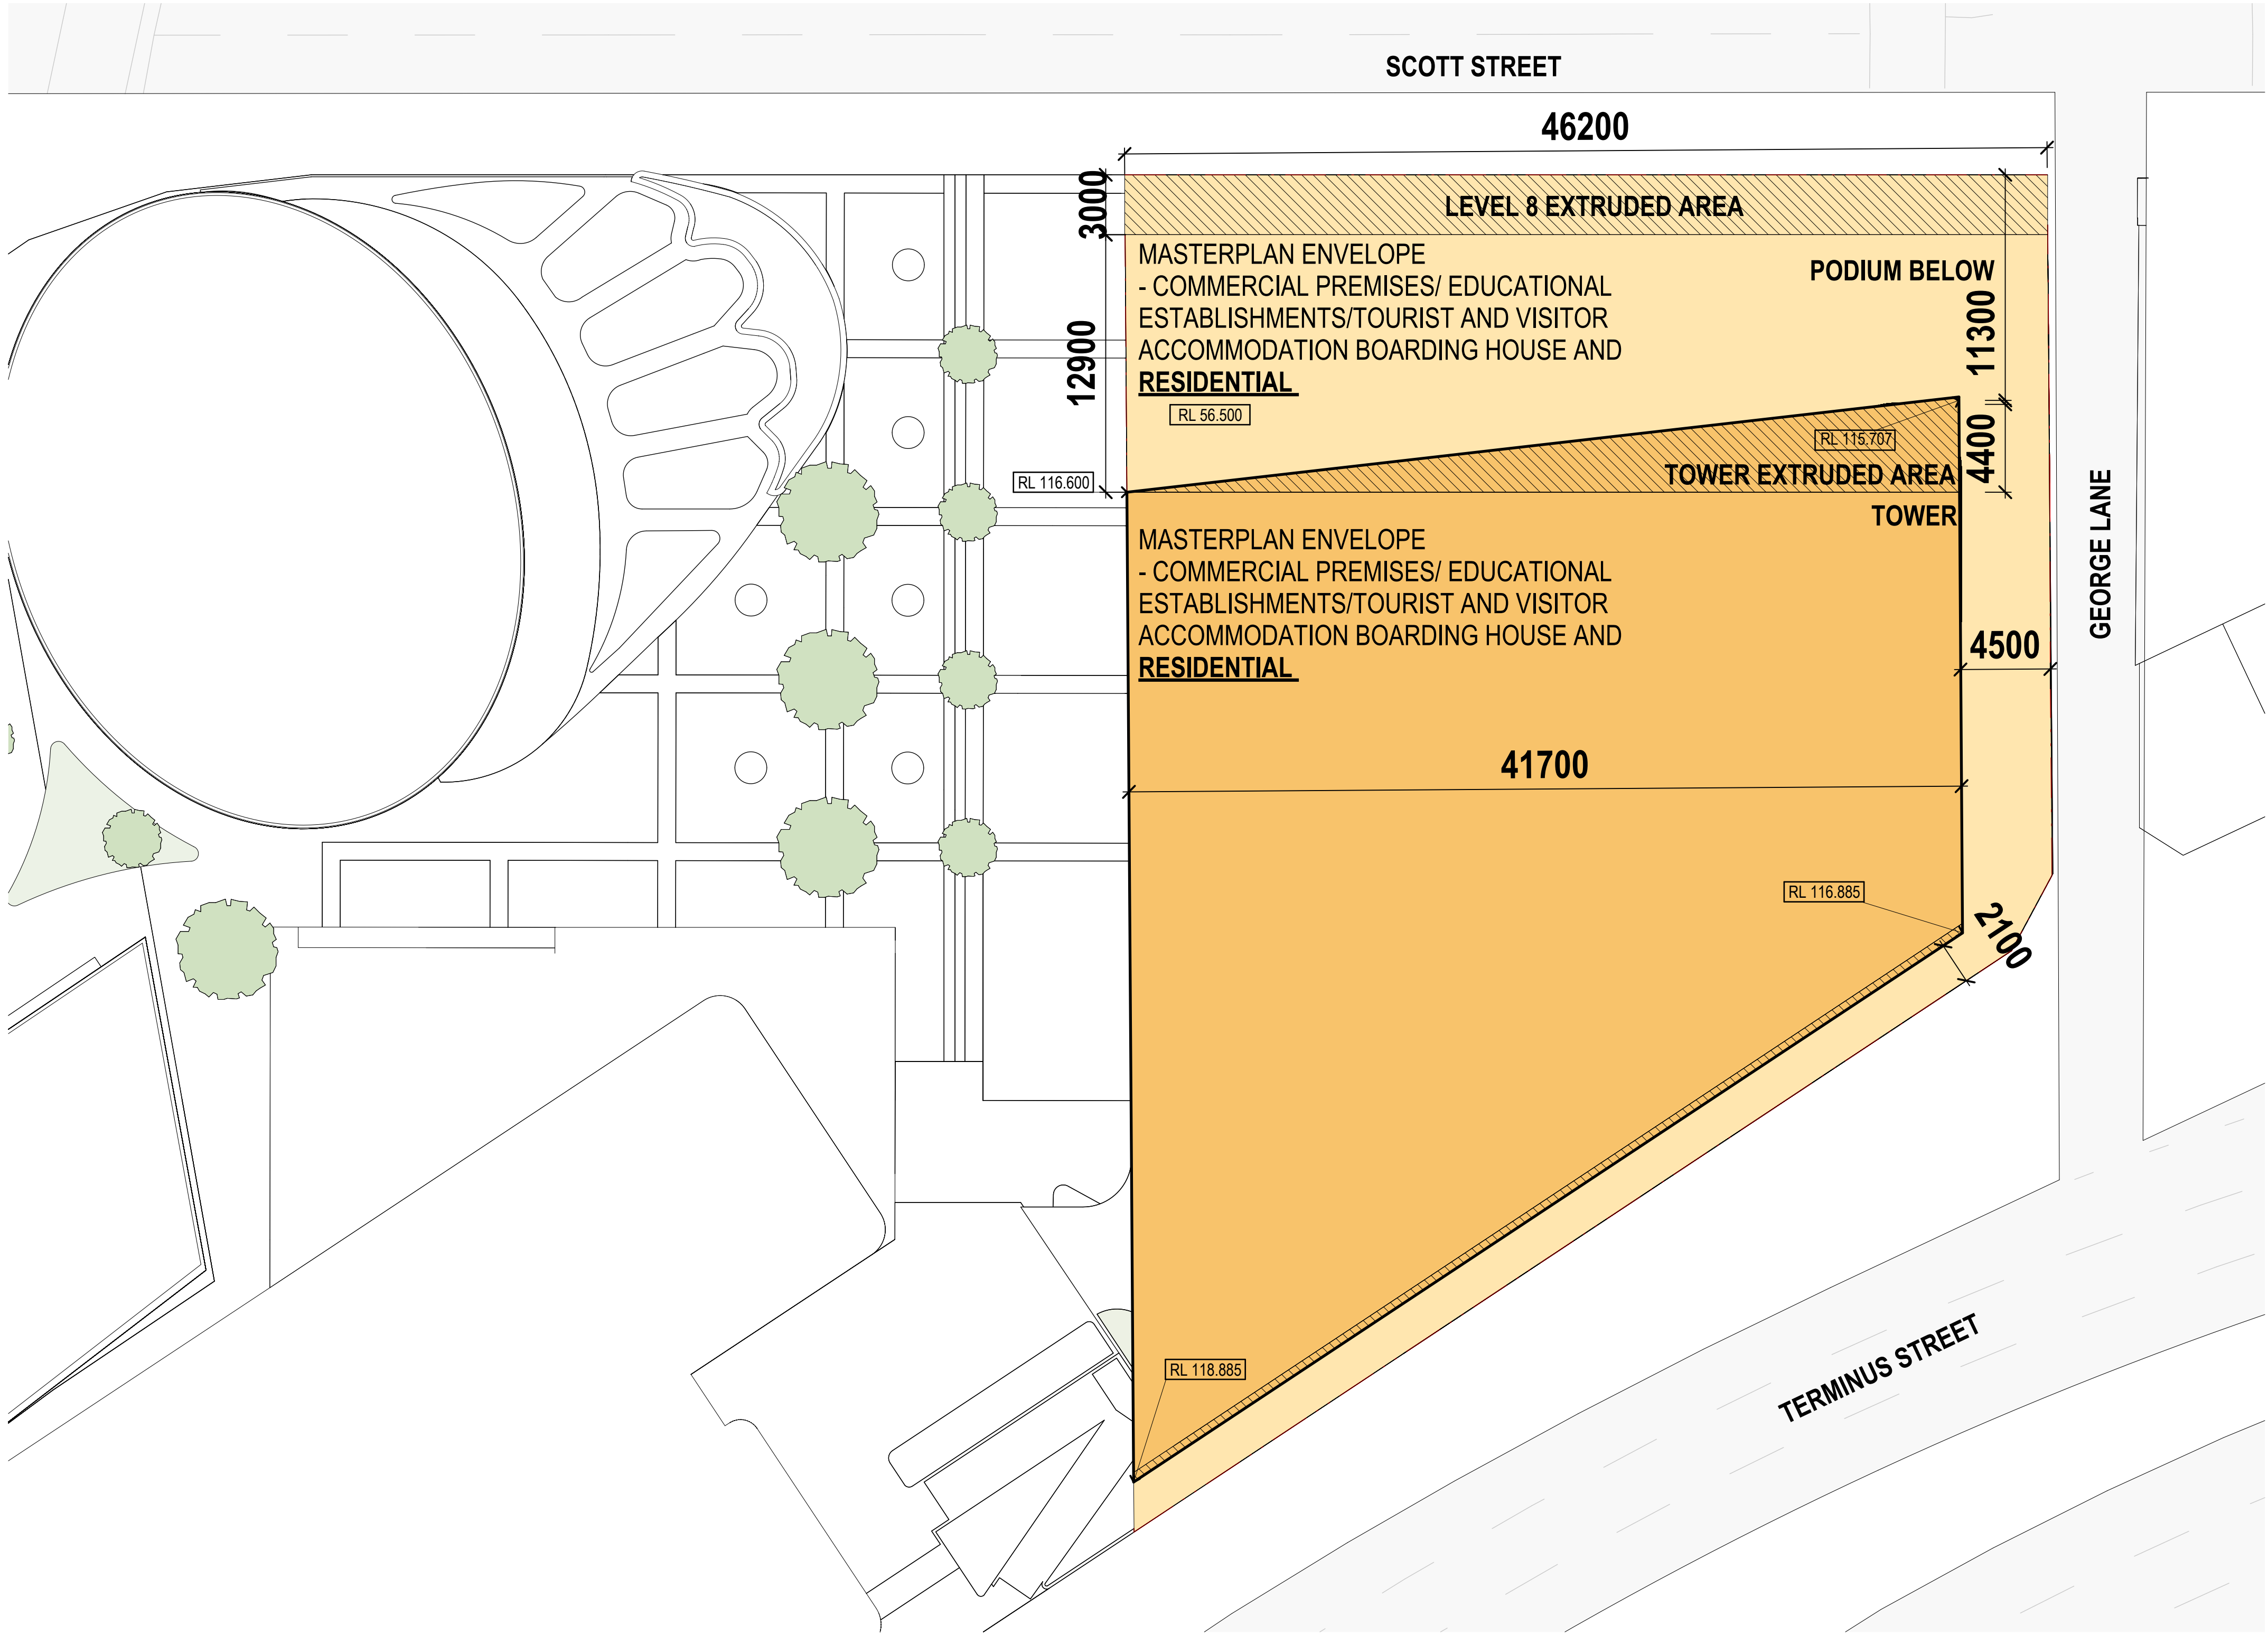 SCOTT STREET
46200
3000
LEVEL 8 EXTRUDED AREA
MASTERPLAN ENVELOPE
- COMMERCIAL PREMISES/ EDUCATIONAL
ESTABLISHMENTS/TOURIST AND VISITOR
ACCOMMODATION BOARDING HOUSE AND
RESIDENTIAL
RL 56.500
PODIUM BELOW
11300
12900
RL 115.707
4400
RL 116.600
TOWER EXTRUDED AREA
TOWER
MASTERPLAN ENVELOPE
- COMMERCIAL PREMISES/ EDUCATIONAL
ESTABLISHMENTS/TOURIST AND VISITOR
ACCOMMODATION BOARDING HOUSE AND
RESIDENTIAL
GEORGE LANE
4500
41700
RL 116.885
2100
RL 118.885
TERMINUS STREET